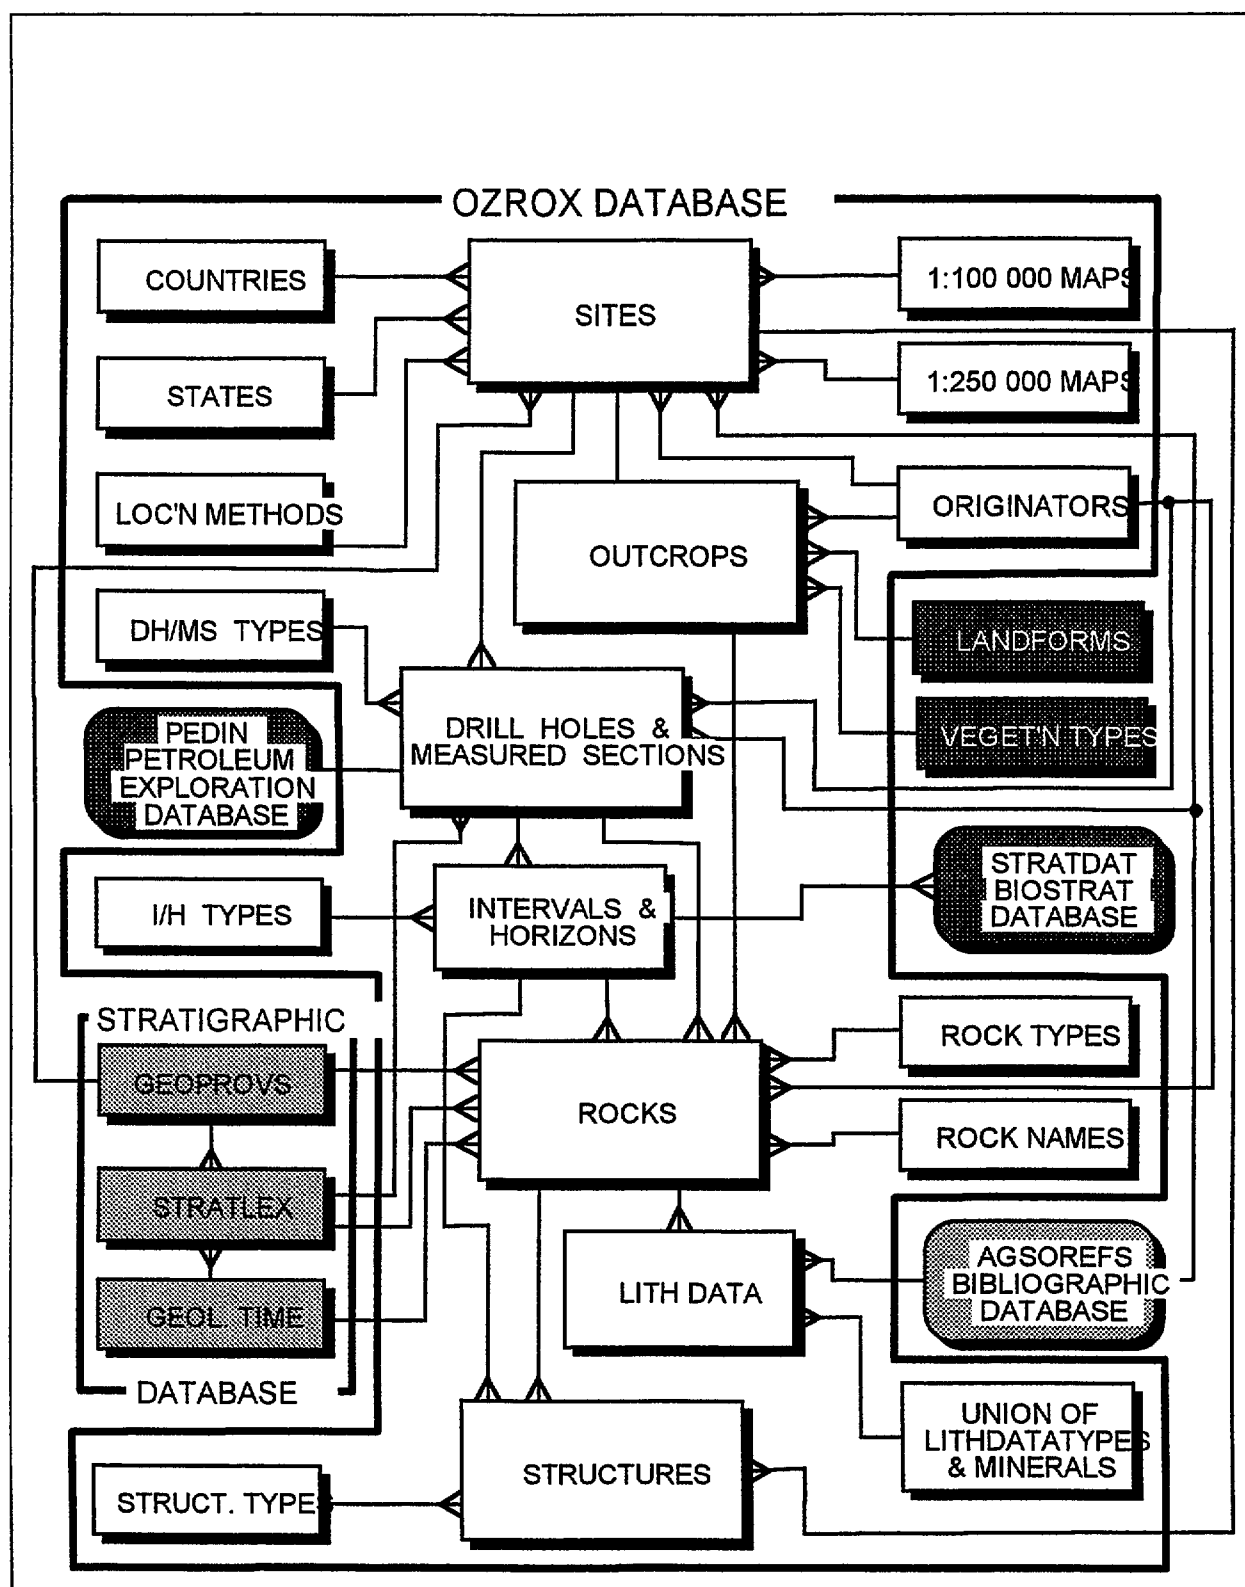 OZROX DATABASE
COUNTRIES
SITES
1:100 000 MAPS
STATES
1:250 000 MAPS
LOC'N METHODS
ORIGINATORS
OUTCROPS
DH/MS TYPES
LANDFORMS
VEGET'N TYPES
DRILL HOLES &
MEASURED SECTIONS
PEDIN
PETROLEUM
EXPLORATION
DATABASE
STRATDAT
BIOSTRAT
DATABASE
I/H TYPES
INTERVALS &
HORIZONS
STRATIGRAPHIC
GEOPROVS
ROCK TYPES
ROCKS
ROCK NAMES
STRATLEX
AGSOREFS
BIBLIOGRAPHIC
DATABASE
LITH DATA
GEOL. TIME
DATABASE
UNION OF
LITHDATATYPES
& MINERALS
STRUCTURES
STRUCT. TYPE